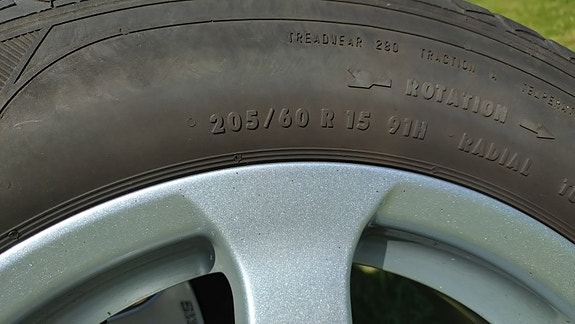 TREADWEAR 280 TRACTION A
ROTATION
205/60 R 15 91H RADIAL